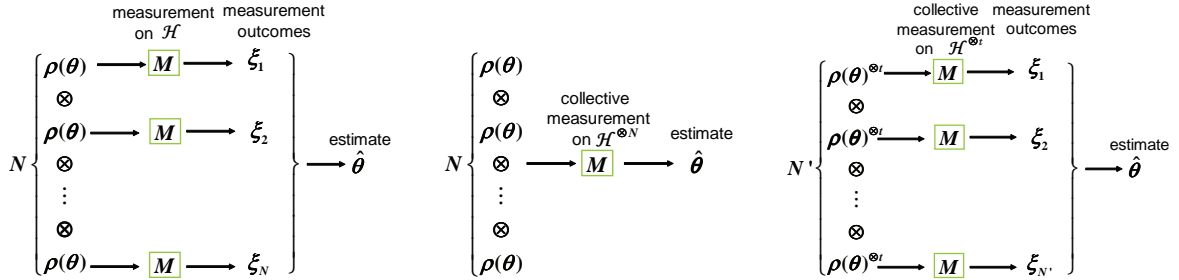 measurement
on ℋ
measurement
outcomes
ρ(θ)
M
ξ₁
⊗
ρ(θ)
M
ξ₂
⊗
⋮
⊗
ρ(θ)
M
ξ_N
N
estimate
θ̂
ρ(θ)
⊗
ρ(θ)
⊗
⋮
⊗
ρ(θ)
N
collective
measurement
on ℋ^⊗N
M
estimate
θ̂
collective
measurement
on ℋ^⊗t
measurement
outcomes
ρ(θ)^⊗t
M
ξ₁
⊗
ρ(θ)^⊗t
M
ξ₂
⊗
⋮
⊗
ρ(θ)^⊗t
M
ξ_N'
N'
estimate
θ̂